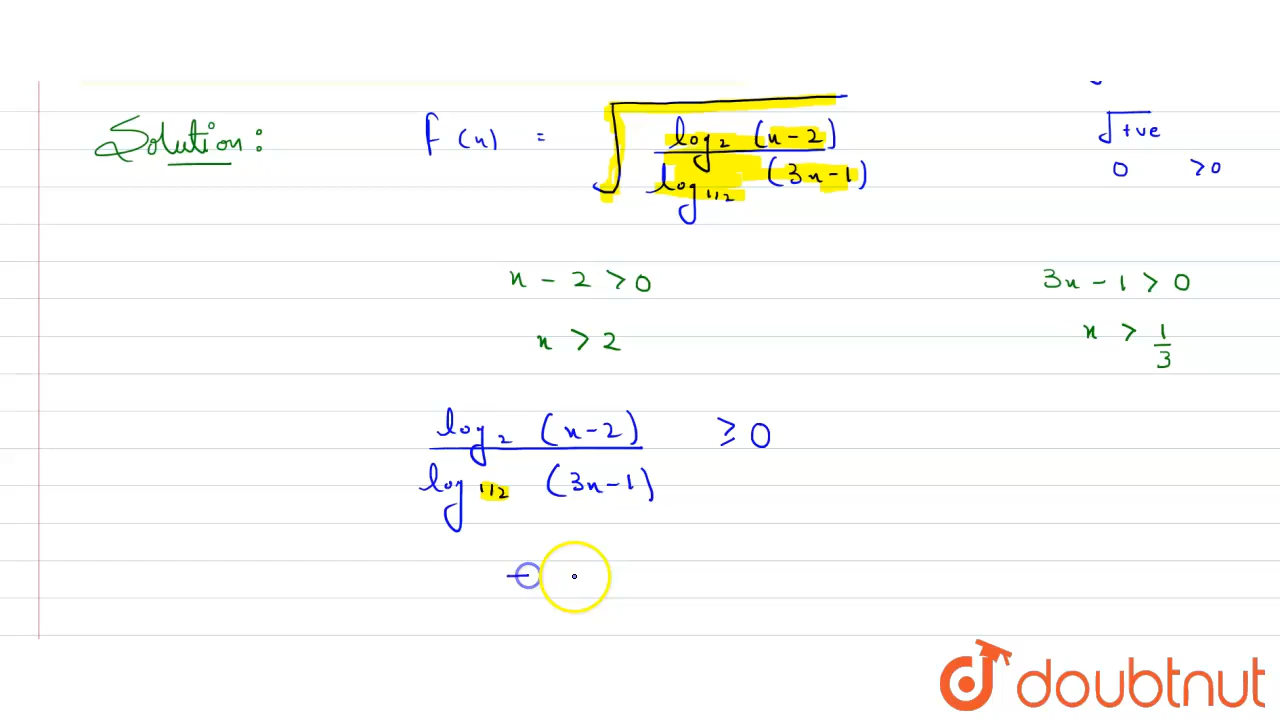 Solution: f(x) = √ log₂ (x-2) / log₁/₂ (3x-1)
√+ve
0 >0
x - 2 > 0 3x - 1 > 0
x > 2 x > 1/3
log₂ (x-2) / log₁/₂ (3x-1) ≥ 0
-
doubtnut